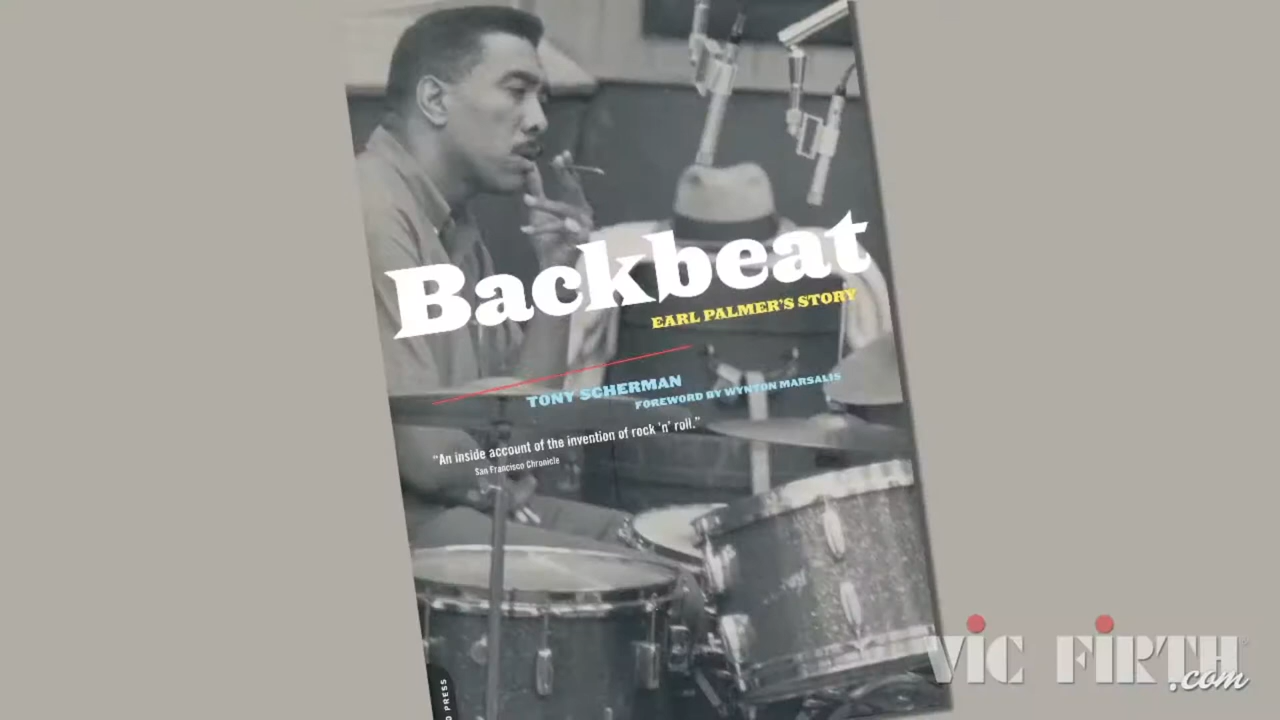 Backbeat
EARL PALMER'S STORY
TONY SCHERMAN
FOREWORD BY WYNTON MARSALIS
"An inside account of the invention of rock 'n' roll."
San Francisco Chronicle
PRESS
VIC FIRTH
.com